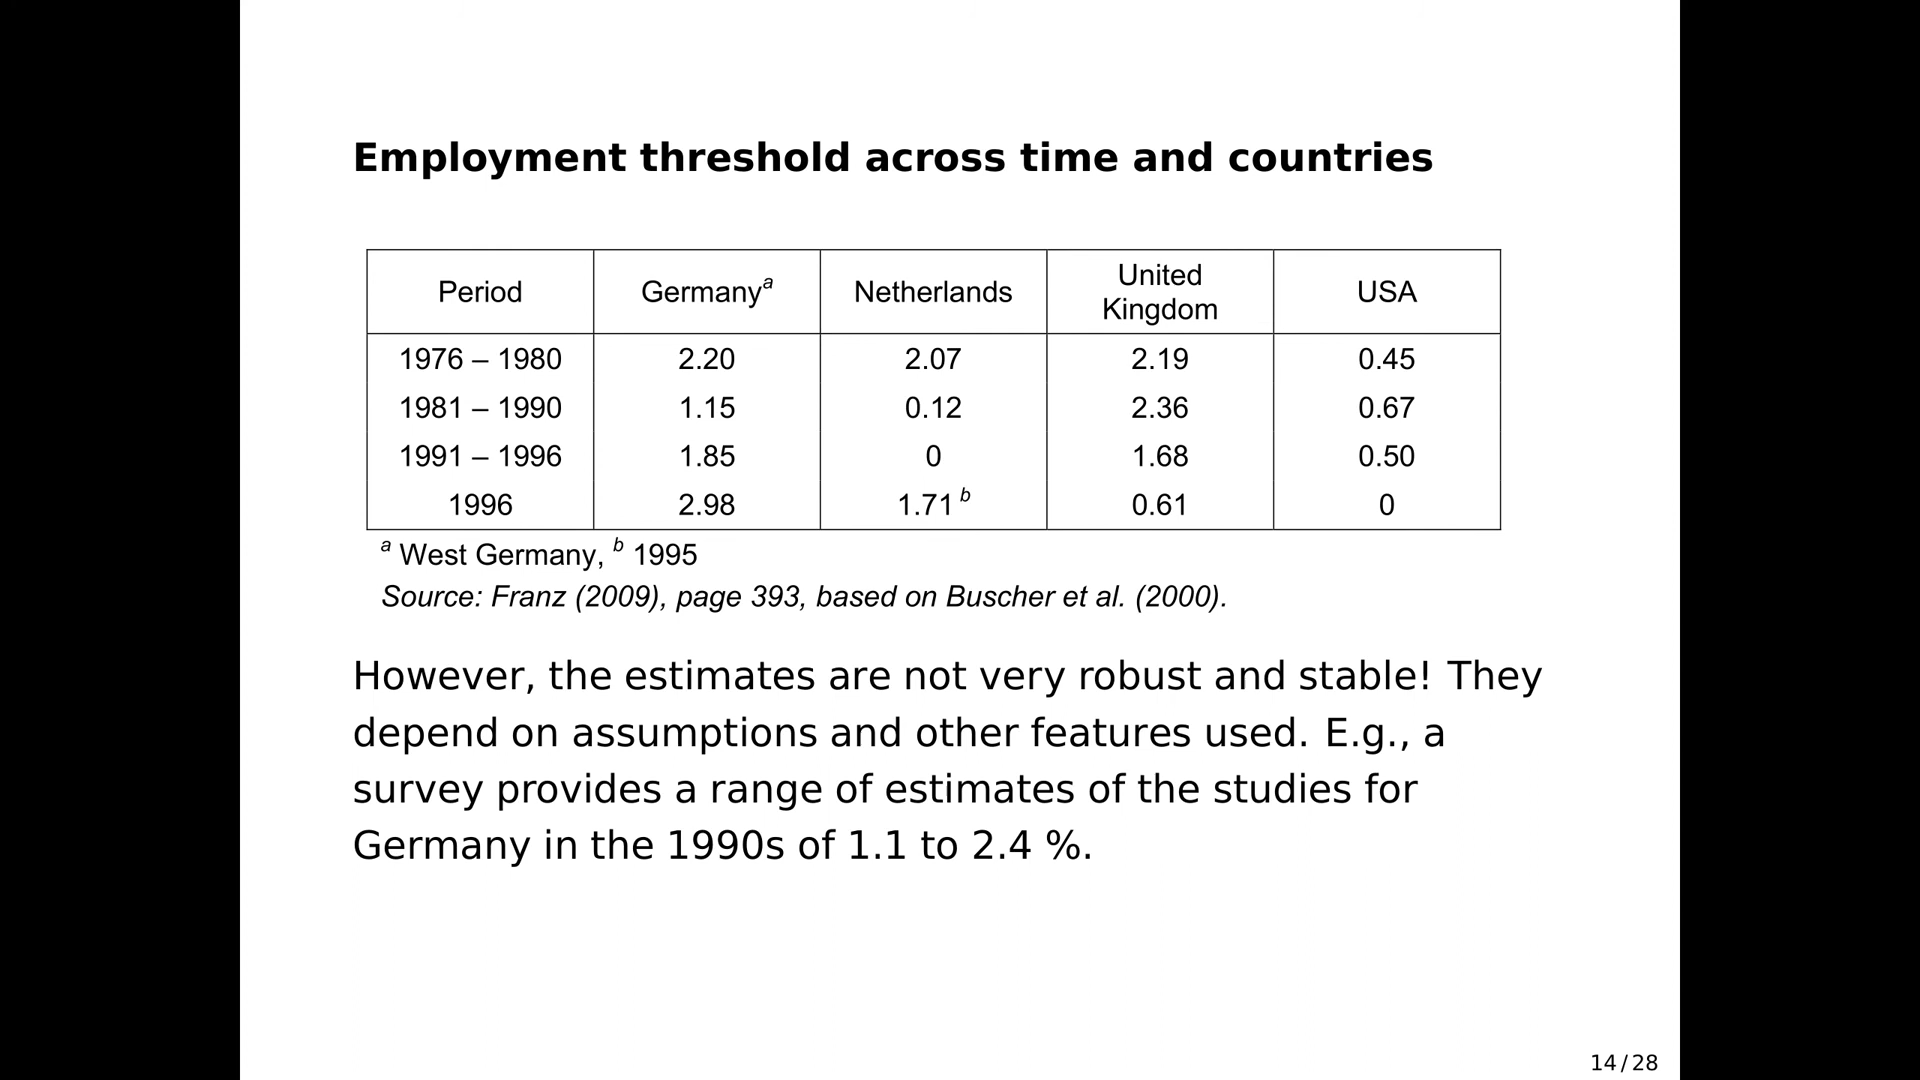 Employment threshold across time and countries
Period Germanyᵃ Netherlands United Kingdom USA
1976 – 1980 2.20 2.07 2.19 0.45
1981 – 1990 1.15 0.12 2.36 0.67
1991 – 1996 1.85 0 1.68 0.50
1996 2.98 1.71 ᵇ 0.61 0
ᵃ West Germany, ᵇ 1995
Source: Franz (2009), page 393, based on Buscher et al. (2000).
However, the estimates are not very robust and stable! They
depend on assumptions and other features used. E.g., a
survey provides a range of estimates of the studies for
Germany in the 1990s of 1.1 to 2.4 %.
14 / 28